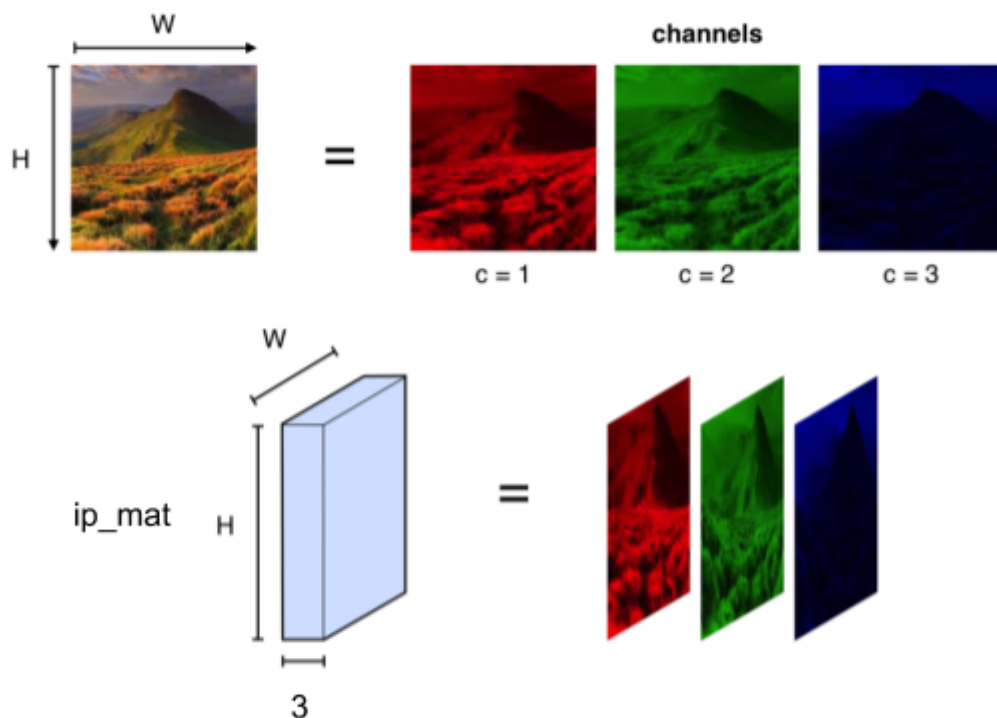 W
channels
H
=
c = 1
c = 2
c = 3
W
ip_mat
H
=
3